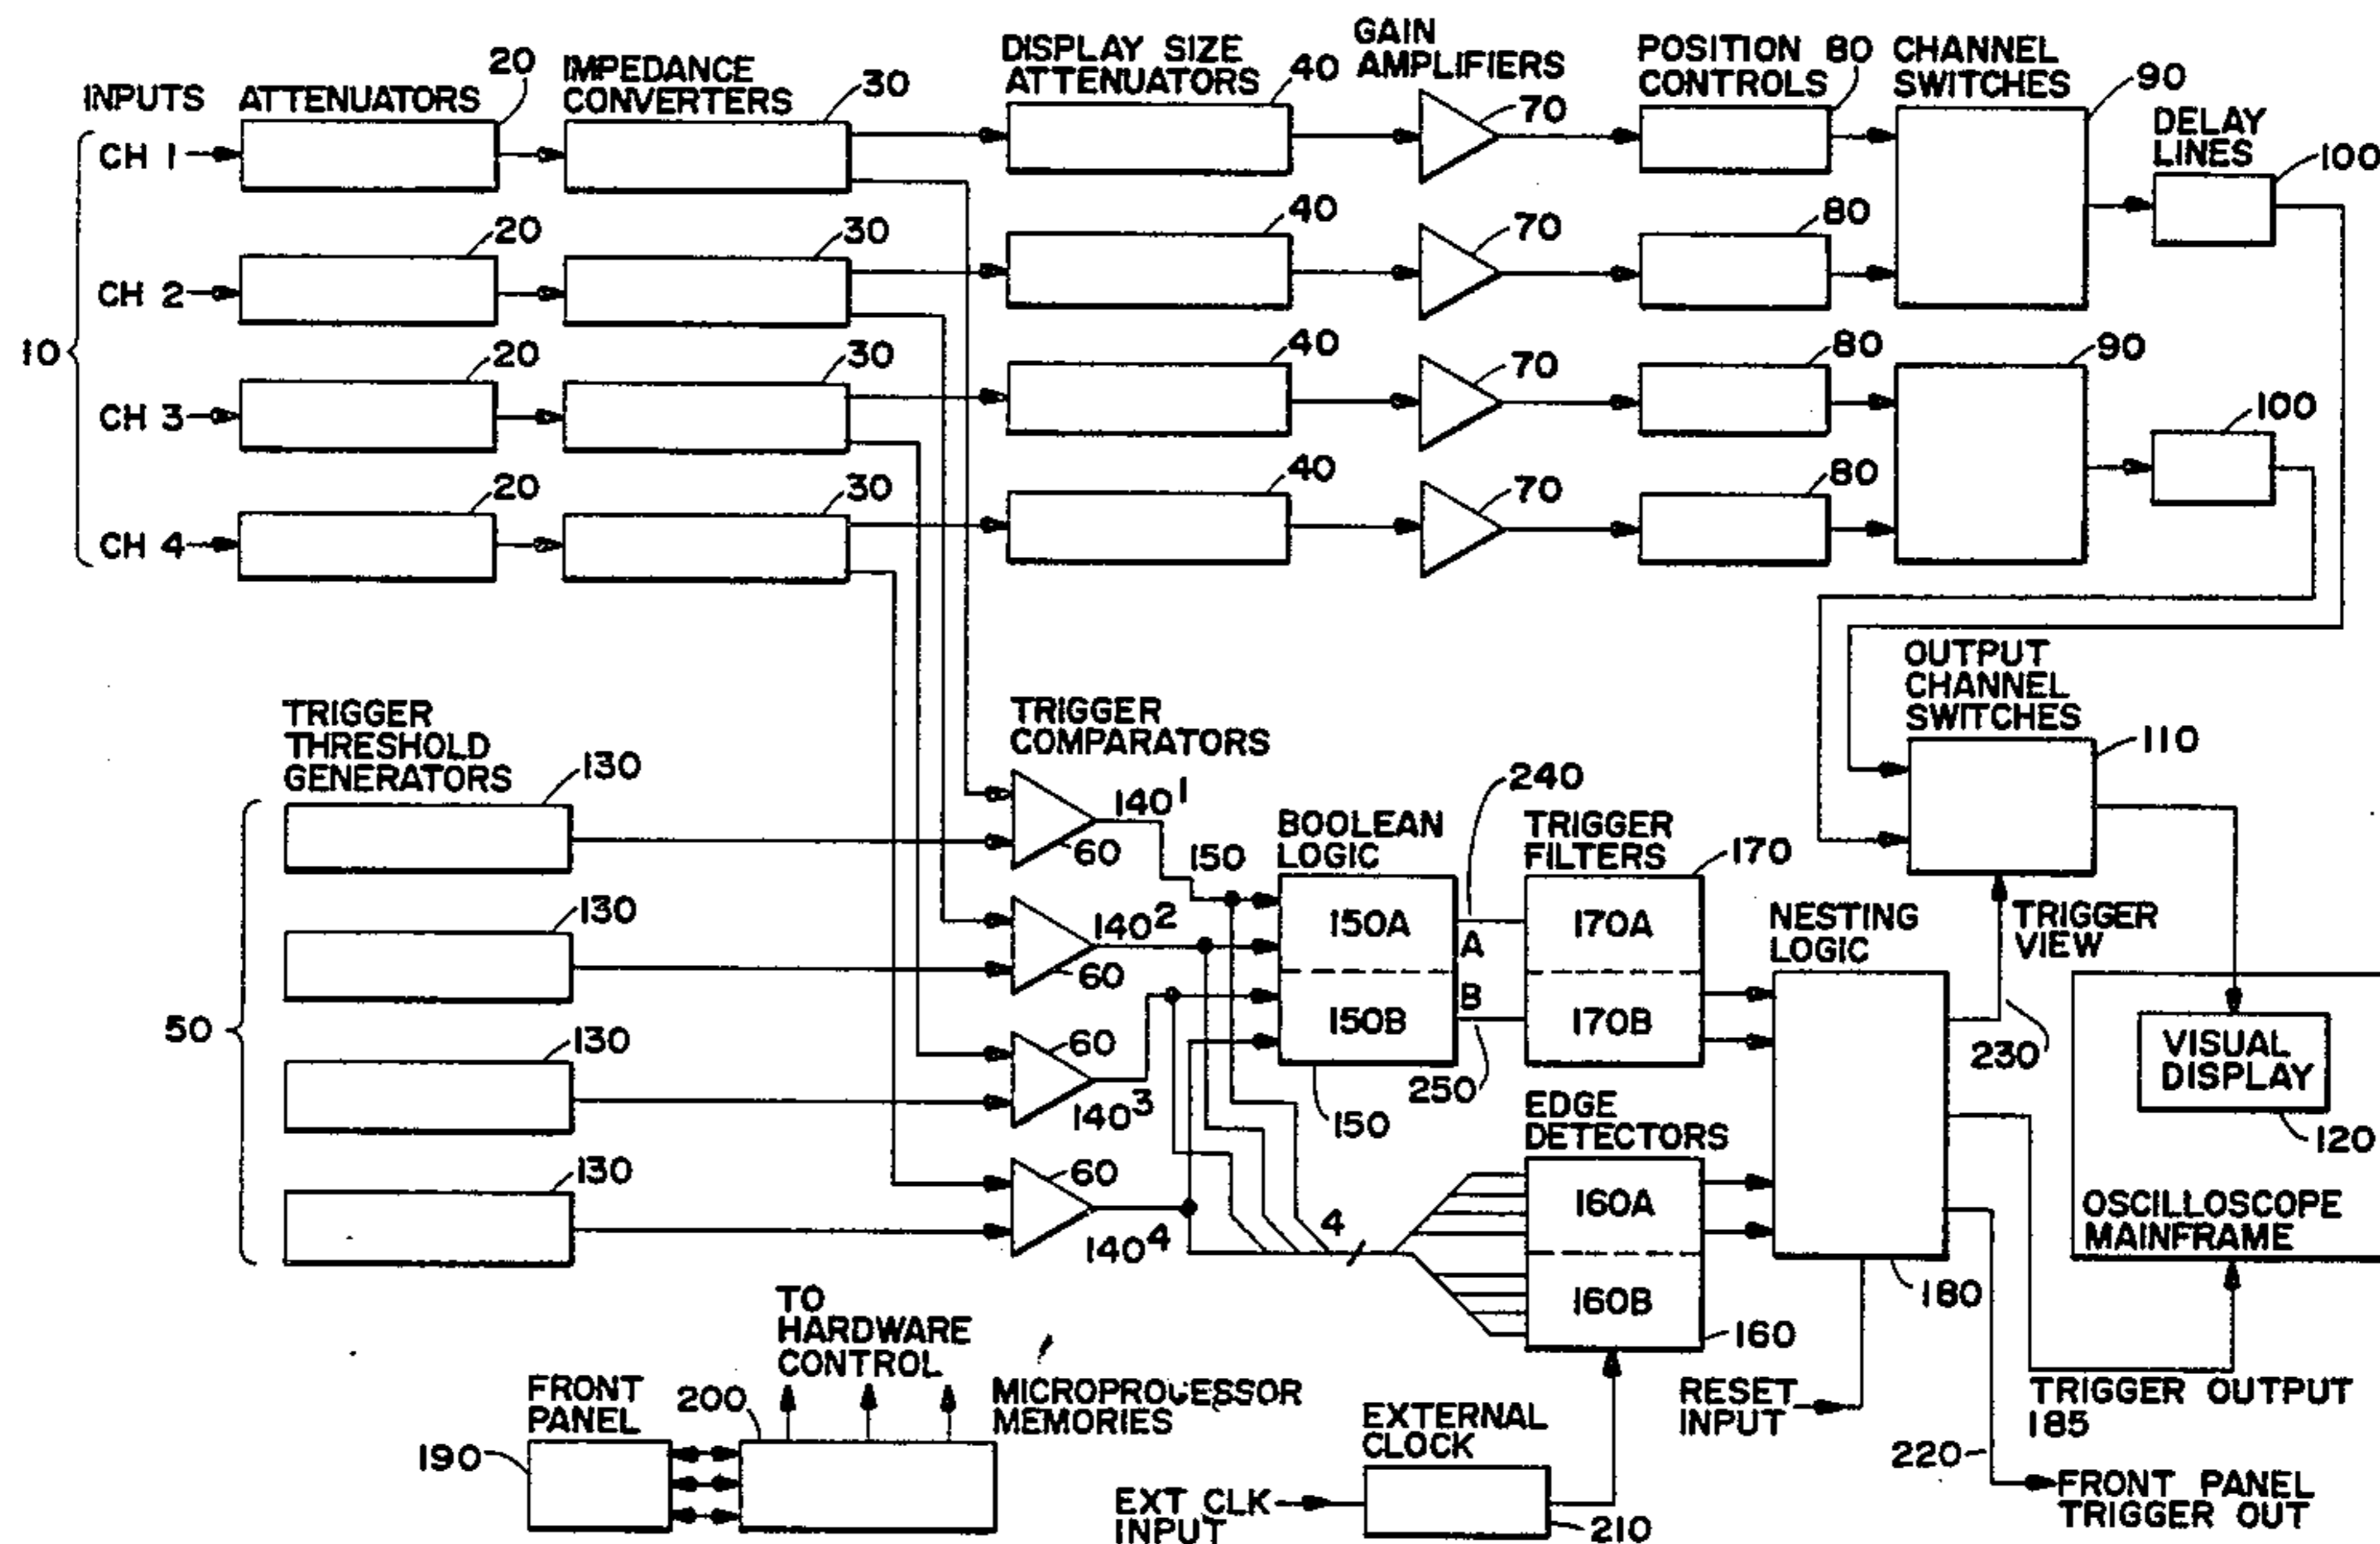 INPUTS
ATTENUATORS
20
IMPEDANCE
CONVERTERS
30
DISPLAY SIZE
ATTENUATORS
40
GAIN
AMPLIFIERS
70
POSITION
CONTROLS
80
CHANNEL
SWITCHES
90
DELAY
LINES
100
CH 1
20
30
40
70
80
CH 2
10
20
30
40
70
80
90
100
CH 3
20
30
40
70
80
CH 4
OUTPUT
CHANNEL
SWITCHES
110
TRIGGER
THRESHOLD
GENERATORS
130
TRIGGER
COMPARATORS
140¹
60
150
BOOLEAN
LOGIC
240
TRIGGER
FILTERS
170
130
140²
60
150A
A
170A
NESTING
LOGIC
TRIGGER
VIEW
50
130
60
140³
150B
B
250
150
170B
230
VISUAL
DISPLAY
120
EDGE
DETECTORS
130
60
140⁴
4
160A
160B
160
180
OSCILLOSCOPE
MAINFRAME
TO
HARDWARE
CONTROL
FRONT
PANEL
190
200
MICROPROCESSOR
MEMORIES
EXTERNAL
CLOCK
EXT CLK
INPUT
210
RESET
INPUT
TRIGGER OUTPUT
185
220
FRONT PANEL
TRIGGER OUT